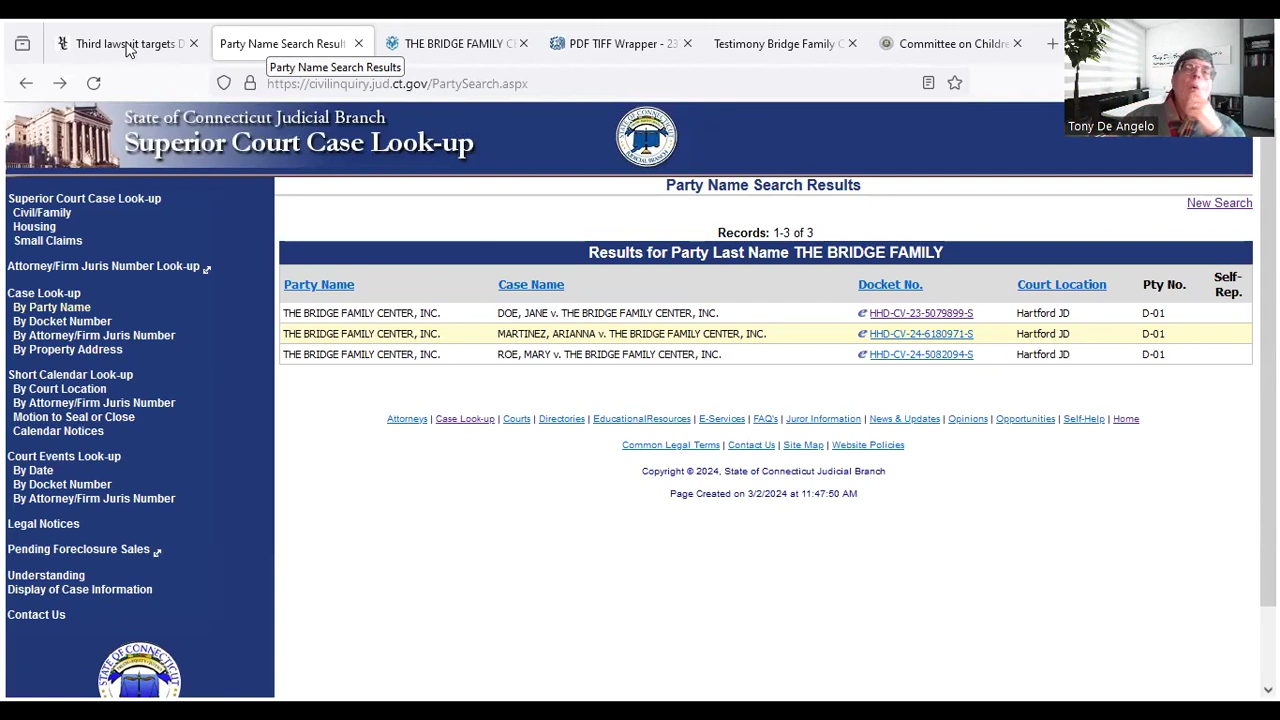 Third lawsuit targets D
Party Name Search Result
THE BRIDGE FAMILY C
PDF TIFF Wrapper - 23
Testimony Bridge Family C
Committee on Childre
Party Name Search Results
https://civilinquiry.jud.ct.gov/PartySearch.aspx
Tony De Angelo
State of Connecticut Judicial Branch
Superior Court Case Look-up
Superior Court Case Look-up
Civil/Family
Housing
Small Claims
Attorney/Firm Juris Number Look-up
Case Look-up
By Party Name
By Docket Number
By Attorney/Firm Juris Number
By Property Address
Short Calendar Look-up
By Court Location
By Attorney/Firm Juris Number
Motion to Seal or Close
Calendar Notices
Court Events Look-up
By Date
By Docket Number
By Attorney/Firm Juris Number
Legal Notices
Pending Foreclosure Sales
Understanding
Display of Case Information
Contact Us
STATE OF CONNECTICUT
Party Name Search Results
New Search
Records: 1-3 of 3
Results for Party Last Name THE BRIDGE FAMILY
Party Name Case Name Docket No. Court Location Pty No. Self-Rep.
THE BRIDGE FAMILY CENTER, INC. DOE, JANE v. THE BRIDGE FAMILY CENTER, INC. HHD-CV-23-5079899-S Hartford JD D-01
THE BRIDGE FAMILY CENTER, INC. MARTINEZ, ARIANNA v. THE BRIDGE FAMILY CENTER, INC. HHD-CV-24-6180971-S Hartford JD D-01
THE BRIDGE FAMILY CENTER, INC. ROE, MARY v. THE BRIDGE FAMILY CENTER, INC. HHD-CV-24-5082094-S Hartford JD D-01
Attorneys | Case Look-up | Courts | Directories | EducationalResources | E-Services | FAQ's | Juror Information | News & Updates | Opinions | Opportunities | Self-Help | Home
Common Legal Terms | Contact Us | Site Map | Website Policies
Copyright © 2024, State of Connecticut Judicial Branch
Page Created on 3/2/2024 at 11:47:50 AM